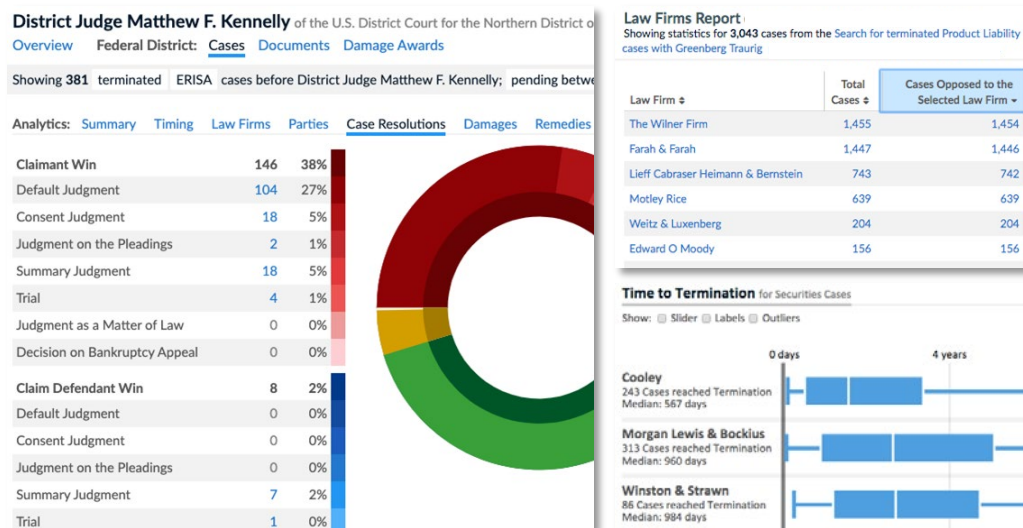 District Judge Matthew F. Kennelly of the U.S. District Court for the Northern District o
Overview Federal District: Cases Documents Damage Awards
Showing 381 terminated ERISA cases before District Judge Matthew F. Kennelly; pending betwe
Analytics: Summary Timing Law Firms Parties Case Resolutions Damages Remedies
Claimant Win 146 38%
Default Judgment 104 27%
Consent Judgment 18 5%
Judgment on the Pleadings 2 1%
Summary Judgment 18 5%
Trial 4 1%
Judgment as a Matter of Law 0 0%
Decision on Bankruptcy Appeal 0 0%
Claim Defendant Win 8 2%
Default Judgment 0 0%
Consent Judgment 0 0%
Judgment on the Pleadings 0 0%
Summary Judgment 7 2%
Trial 1 0%
Law Firms Report
Showing statistics for 3,043 cases from the Search for terminated Product Liability
cases with Greenberg Traurig
Total Cases Opposed to the
Law Firm Cases Selected Law Firm
The Wilner Firm 1,455 1,454
Farah & Farah 1,447 1,446
Lieff Cabraser Heimann & Bernstein 743 742
Motley Rice 639 639
Weitz & Luxenberg 204 204
Edward O Moody 156 156
Time to Termination for Securities Cases
Show: Slider Labels Outliers
0 days 4 years
Cooley
243 Cases reached Termination
Median: 567 days
Morgan Lewis & Bockius
313 Cases reached Termination
Median: 960 days
Winston & Strawn
86 Cases reached Termination
Median: 984 days